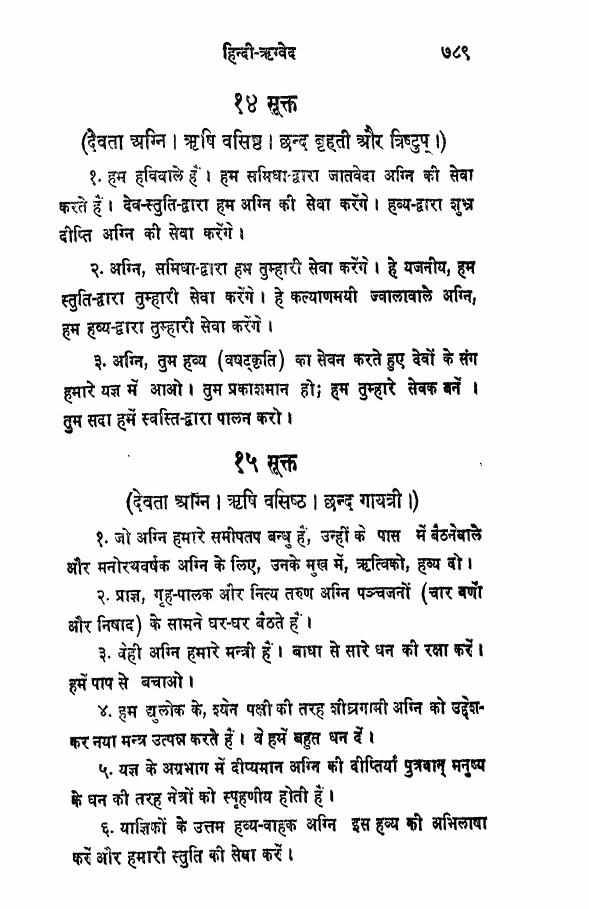 हिन्दी-ऋग्वेद ७८९
१४ सूक्त
(देवता अग्नि । ऋषि वसिष्ठ । छन्द बृहती और त्रिष्टुप् ।)
१. हम हविवाले हैं । हम समिधा-द्वारा जातवेदा अग्नि की सेवा
करते हैं । देव-स्तुति-द्वारा हम अग्नि की सेवा करेंगे । हव्य-द्वारा शुभ्र
दीप्ति अग्नि की सेवा करेंगे ।
२. अग्नि, समिधा-द्वारा हम तुम्हारी सेवा करेंगे । हे यजनीय, हम
स्तुति-द्वारा तुम्हारी सेवा करेंगे । हे कल्याणमयी ज्वालावाले अग्नि,
हम हव्य-द्वारा तुम्हारी सेवा करेंगे ।
३. अग्नि, तुम हव्य (वषट्कृति) का सेवन करते हुए देवों के संग
हमारे यज्ञ में आओ । तुम प्रकाशमान हो; हम तुम्हारे सेवक बनें ।
तुम सदा हमें स्वस्ति-द्वारा पालन करो ।
१५ सूक्त
(देवता अग्नि । ऋषि वसिष्ठ । छन्द गायत्री ।)
१. जो अग्नि हमारे समीपतप बन्धु हैं, उन्हीं के पास में बैठनेवाले
और मनोरथवर्षक अग्नि के लिए, उनके मुख में, ऋत्विको, हव्य दो ।
२. प्राज्ञ, गृह-पालक और नित्य तरुण अग्नि पञ्चजनों (चार वर्णों
और निषाद) के सामने घर-घर बैठते हैं ।
३. वेही अग्नि हमारे मन्त्री हैं । बाधा से सारे धन की रक्षा करें ।
हमें पाप से बचाओ ।
४. हम द्युलोक के, श्येन पक्षी की तरह शीघ्रगामी अग्नि को उद्देश-
कर नया मन्त्र उत्पन्न करते हैं । वे हमें बहुत धन दें ।
५. यज्ञ के अग्रभाग में दीप्यमान अग्नि की दीप्तियाँ पुत्रवान् मनुष्य
के धन की तरह नेत्रों को स्पृहणीय होती हैं ।
६. याज्ञिकों के उत्तम हव्य-वाहक अग्नि इस हव्य की अभिलाषा
करें और हमारी स्तुति की सेवा करें ।